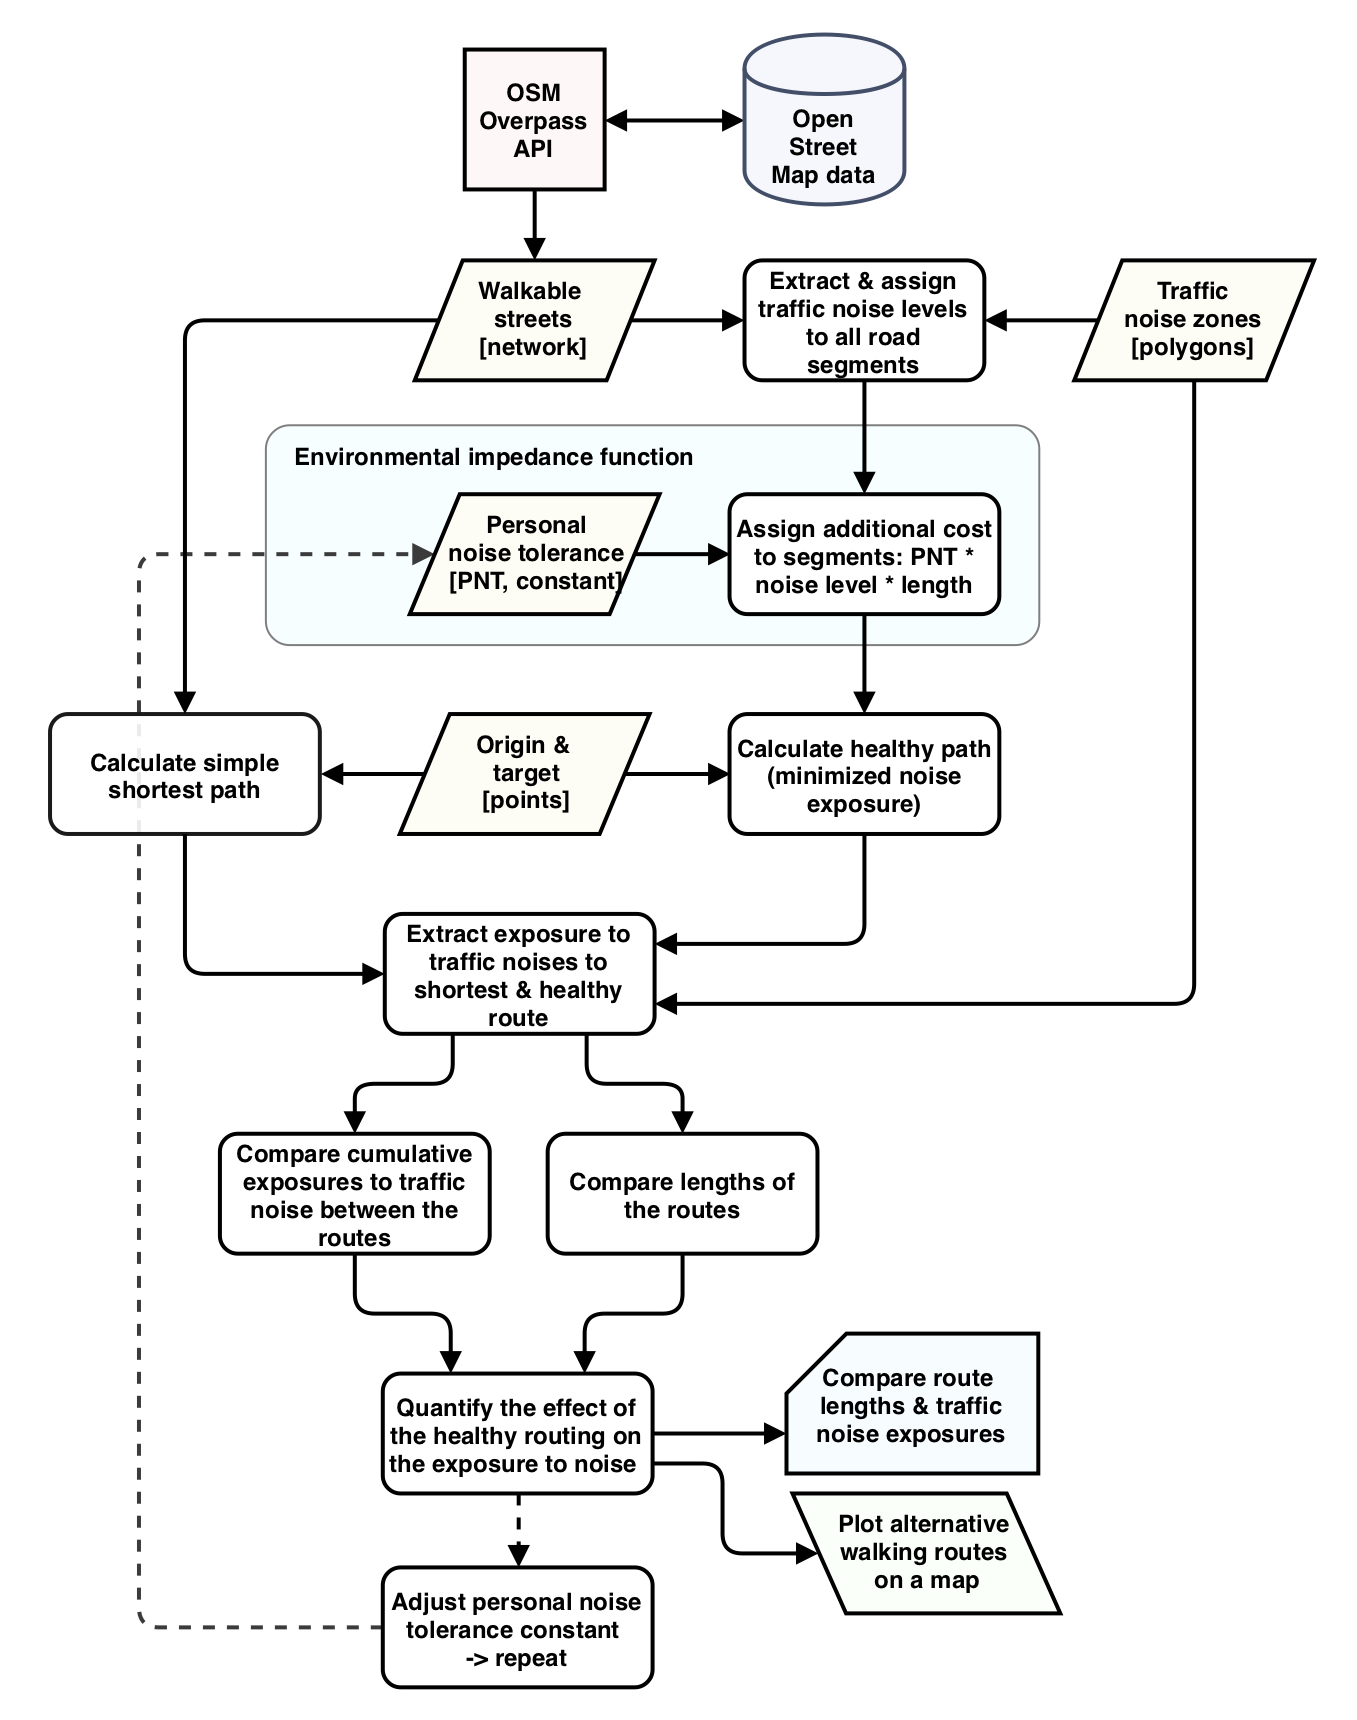 OSM
Overpass
API
Open
Street
Map data
Walkable
streets
[network]
Extract & assign
traffic noise levels
to all road
segments
Traffic
noise zones
[polygons]
Environmental impedance function
Personal
noise tolerance
[PNT, constant]
Assign additional cost
to segments: PNT *
noise level * length
Calculate simple
shortest path
Origin &
target
[points]
Calculate healthy path
(minimized noise
exposure)
Extract exposure to
traffic noises to
shortest & healthy
route
Compare cumulative
exposures to traffic
noise between the
routes
Compare lengths of
the routes
Quantify the effect of
the healthy routing on
the exposure to noise
Compare route
lengths & traffic
noise exposures
Plot alternative
walking routes
on a map
Adjust personal noise
tolerance constant
-> repeat